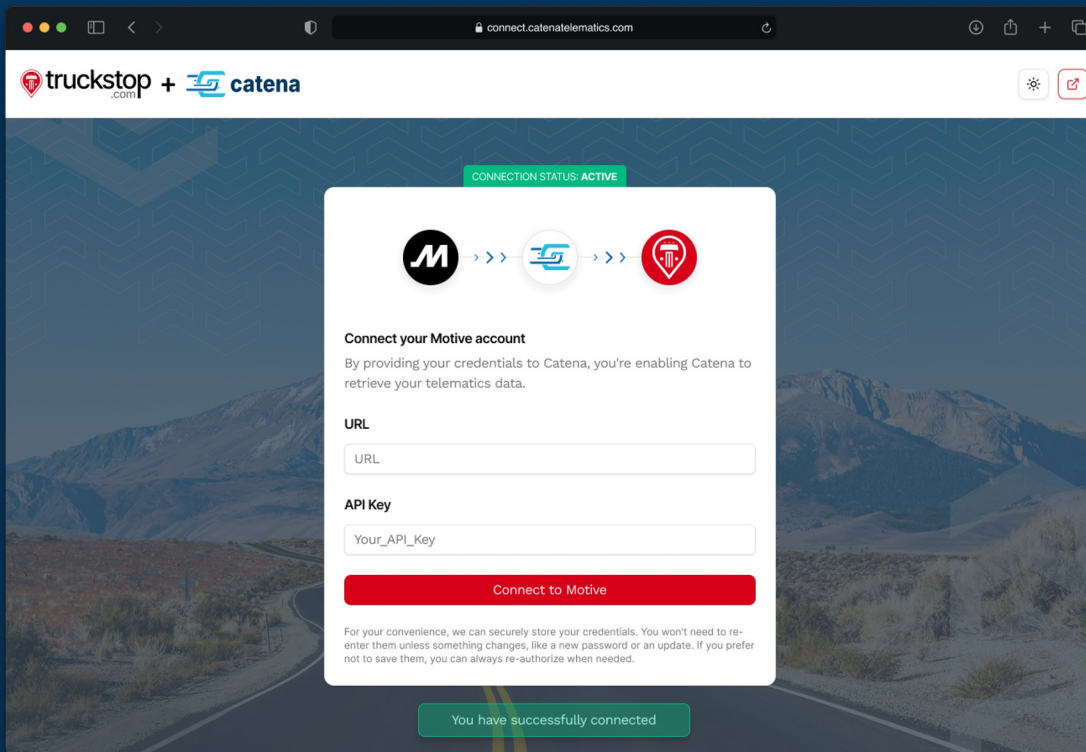 connect.catenatelematics.com
truckstop
.com
+ catena
CONNECTION STATUS: ACTIVE
Connect your Motive account
By providing your credentials to Catena, you're enabling Catena to
retrieve your telematics data.
URL
URL
API Key
Your_API_Key
Connect to Motive
For your convenience, we can securely store your credentials. You won't need to re-
enter them unless something changes, like a new password or an update. If you prefer
not to save them, you can always re-authorize when needed.
You have successfully connected